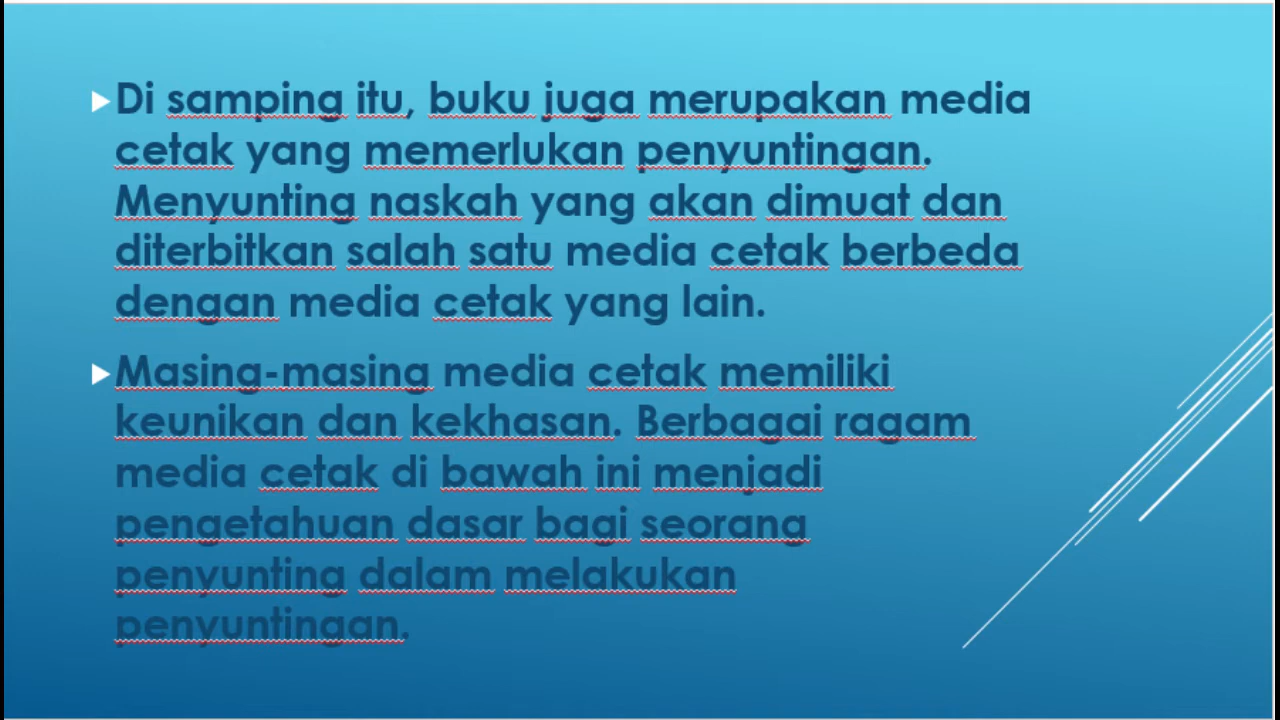 Di samping itu, buku juga merupakan media
cetak yang memerlukan penyuntingan.
Menyunting naskah yang akan dimuat dan
diterbitkan salah satu media cetak berbeda
dengan media cetak yang lain.
Masing-masing media cetak memiliki
keunikan dan kekhasan. Berbagai ragam
media cetak di bawah ini menjadi
pengetahuan dasar bagi seorang
penyunting dalam melakukan
penyuntingan.